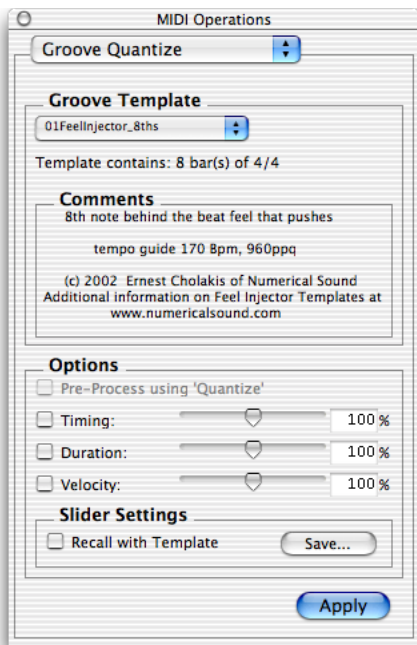 MIDI Operations
Groove Quantize
Groove Template
01FeelInjector_8ths
Template contains: 8 bar(s) of 4/4
Comments
8th note behind the beat feel that pushes
tempo guide 170 Bpm, 960ppq
(c) 2002 Ernest Cholakis of Numerical Sound
Additional information on Feel Injector Templates at
www.numericalsound.com
Options
Pre-Process using 'Quantize'
Timing: 100 %
Duration: 100 %
Velocity: 100 %
Slider Settings
Recall with Template Save...
Apply